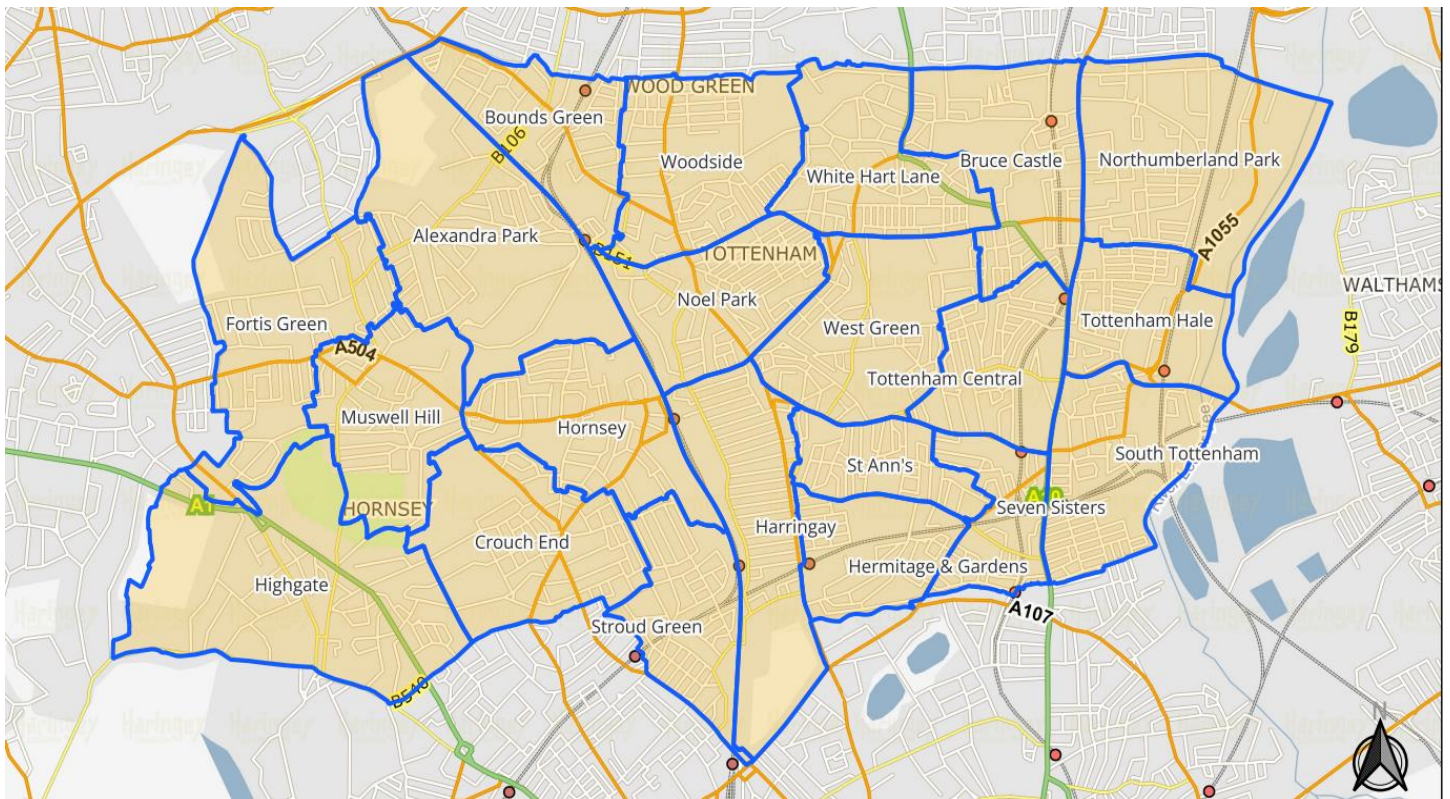 WOOD GREEN
Bounds Green
B106
Woodside
Bruce Castle
Northumberland Park
White Hart Lane
Alexandra Park
B151
TOTTENHAM
A1055
WALTHAMS
Noel Park
Fortis Green
West Green
Tottenham Hale
B179
A504
Tottenham Central
Muswell Hill
Hornsey
St Ann's
South Tottenham
A1
HORNSEY
A10
Seven Sisters
Harringay
Crouch End
Hermitage & Gardens
Highgate
A107
Stroud Green
B540
N
Haringey